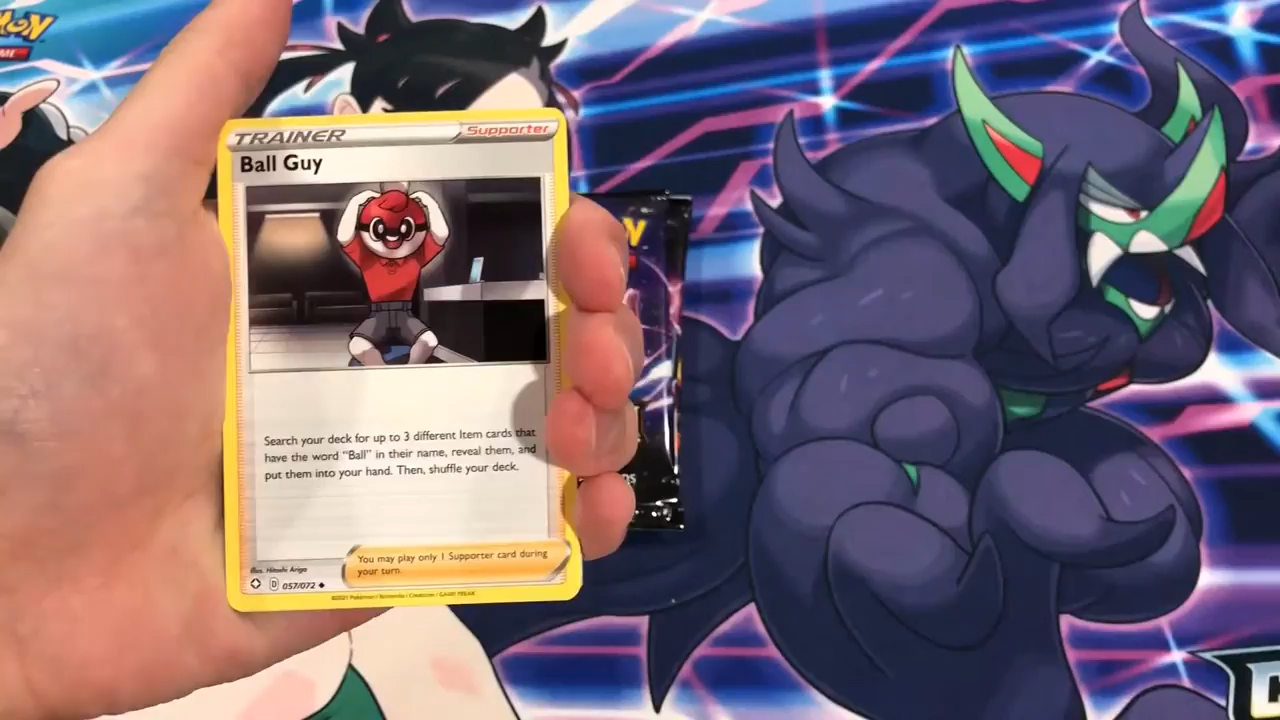 TRAINER Supporter
Ball Guy
Search your deck for up to 3 different Item cards that
have the word "Ball" in their name, reveal them, and
put them into your hand. Then, shuffle your deck.
You may play only 1 Supporter card during
your turn.
Illus. Hitoshi Ariga
D 057/072
©2021 Pokémon / Nintendo / Creatures / GAME FREAK